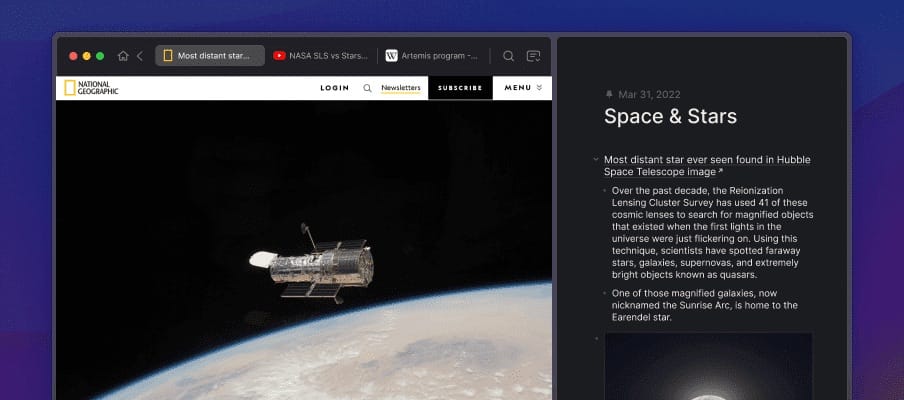 Most distant star...
NASA SLS vs Stars...
Artemis program -...
NATIONAL
GEOGRAPHIC
LOGIN
Newsletters
SUBSCRIBE
MENU
Mar 31, 2022
Space & Stars
Most distant star ever seen found in Hubble
Space Telescope image
Over the past decade, the Reionization
Lensing Cluster Survey has used 41 of these
cosmic lenses to search for magnified objects
that existed when the first lights in the
universe were just flickering on. Using this
technique, scientists have spotted faraway
stars, galaxies, supernovas, and extremely
bright objects known as quasars.
One of those magnified galaxies, now
nicknamed the Sunrise Arc, is home to the
Earendel star.